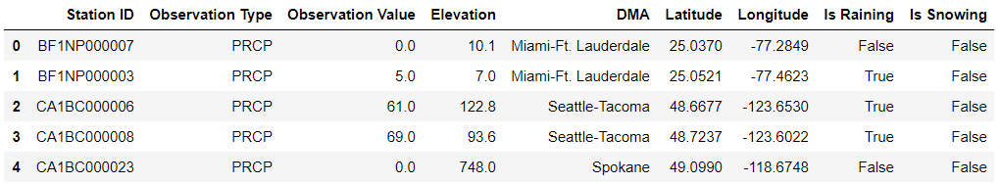 Station ID Observation Type Observation Value Elevation DMA Latitude Longitude Is Raining Is Snowing
0 BF1NP000007 PRCP 0.0 10.1 Miami-Ft. Lauderdale 25.0370 -77.2849 False False
1 BF1NP000003 PRCP 5.0 7.0 Miami-Ft. Lauderdale 25.0521 -77.4623 True False
2 CA1BC000006 PRCP 61.0 122.8 Seattle-Tacoma 48.6677 -123.6530 True False
3 CA1BC000008 PRCP 69.0 93.6 Seattle-Tacoma 48.7237 -123.6022 True False
4 CA1BC000023 PRCP 0.0 748.0 Spokane 49.0990 -118.6748 False False